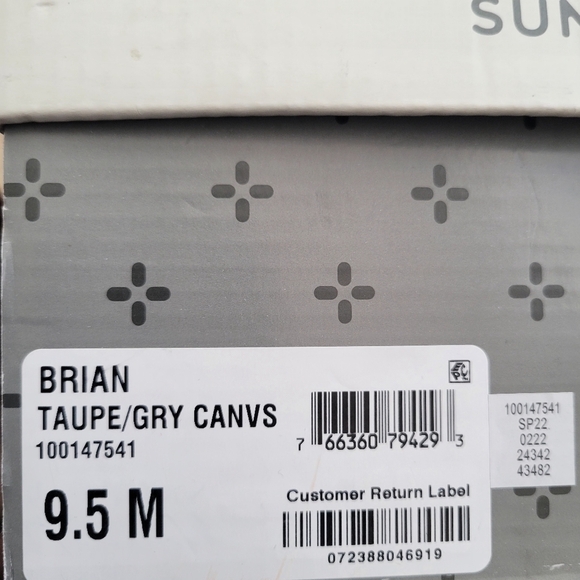 SUN
BRIAN
TAUPE/GRY CANVS
100147541
7 66360 79429 3
9.5 M
Customer Return Label
072388046919
100147541
SP22
0222
24342
43482